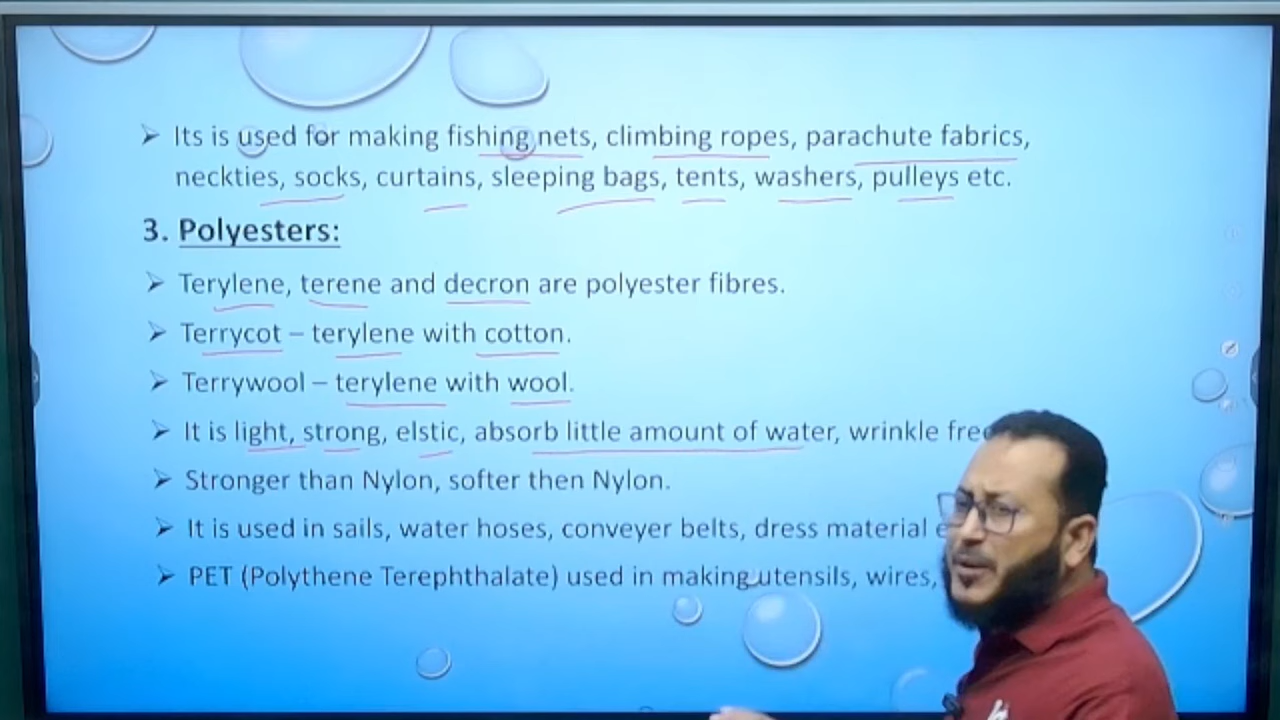 ➢ Its is used for making fishing nets, climbing ropes, parachute fabrics,
neckties, socks, curtains, sleeping bags, tents, washers, pulleys etc.
3. Polyesters:
➢ Terylene, terene and decron are polyester fibres.
➢ Terrycot – terylene with cotton.
➢ Terrywool – terylene with wool.
➢ It is light, strong, elstic, absorb little amount of water, wrinkle free
➢ Stronger than Nylon, softer then Nylon.
➢ It is used in sails, water hoses, conveyer belts, dress material
➢ PET (Polythene Terephthalate) used in making utensils, wires,